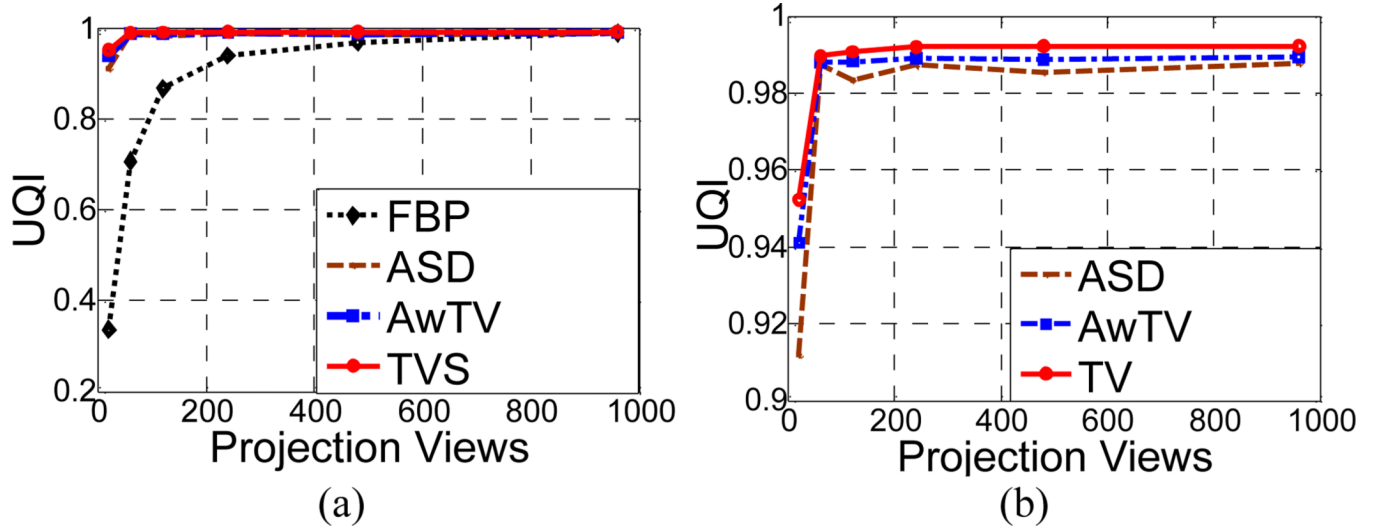 1
0.8
0.6
0.4
0.2
UQI
0 200 400 600 800 1000
Projection Views
FBP
ASD
AwTV
TVS
(a)
1
0.98
0.96
0.94
0.92
0.9
UQI
0 200 400 600 800 1000
Projection Views
ASD
AwTV
TV
(b)